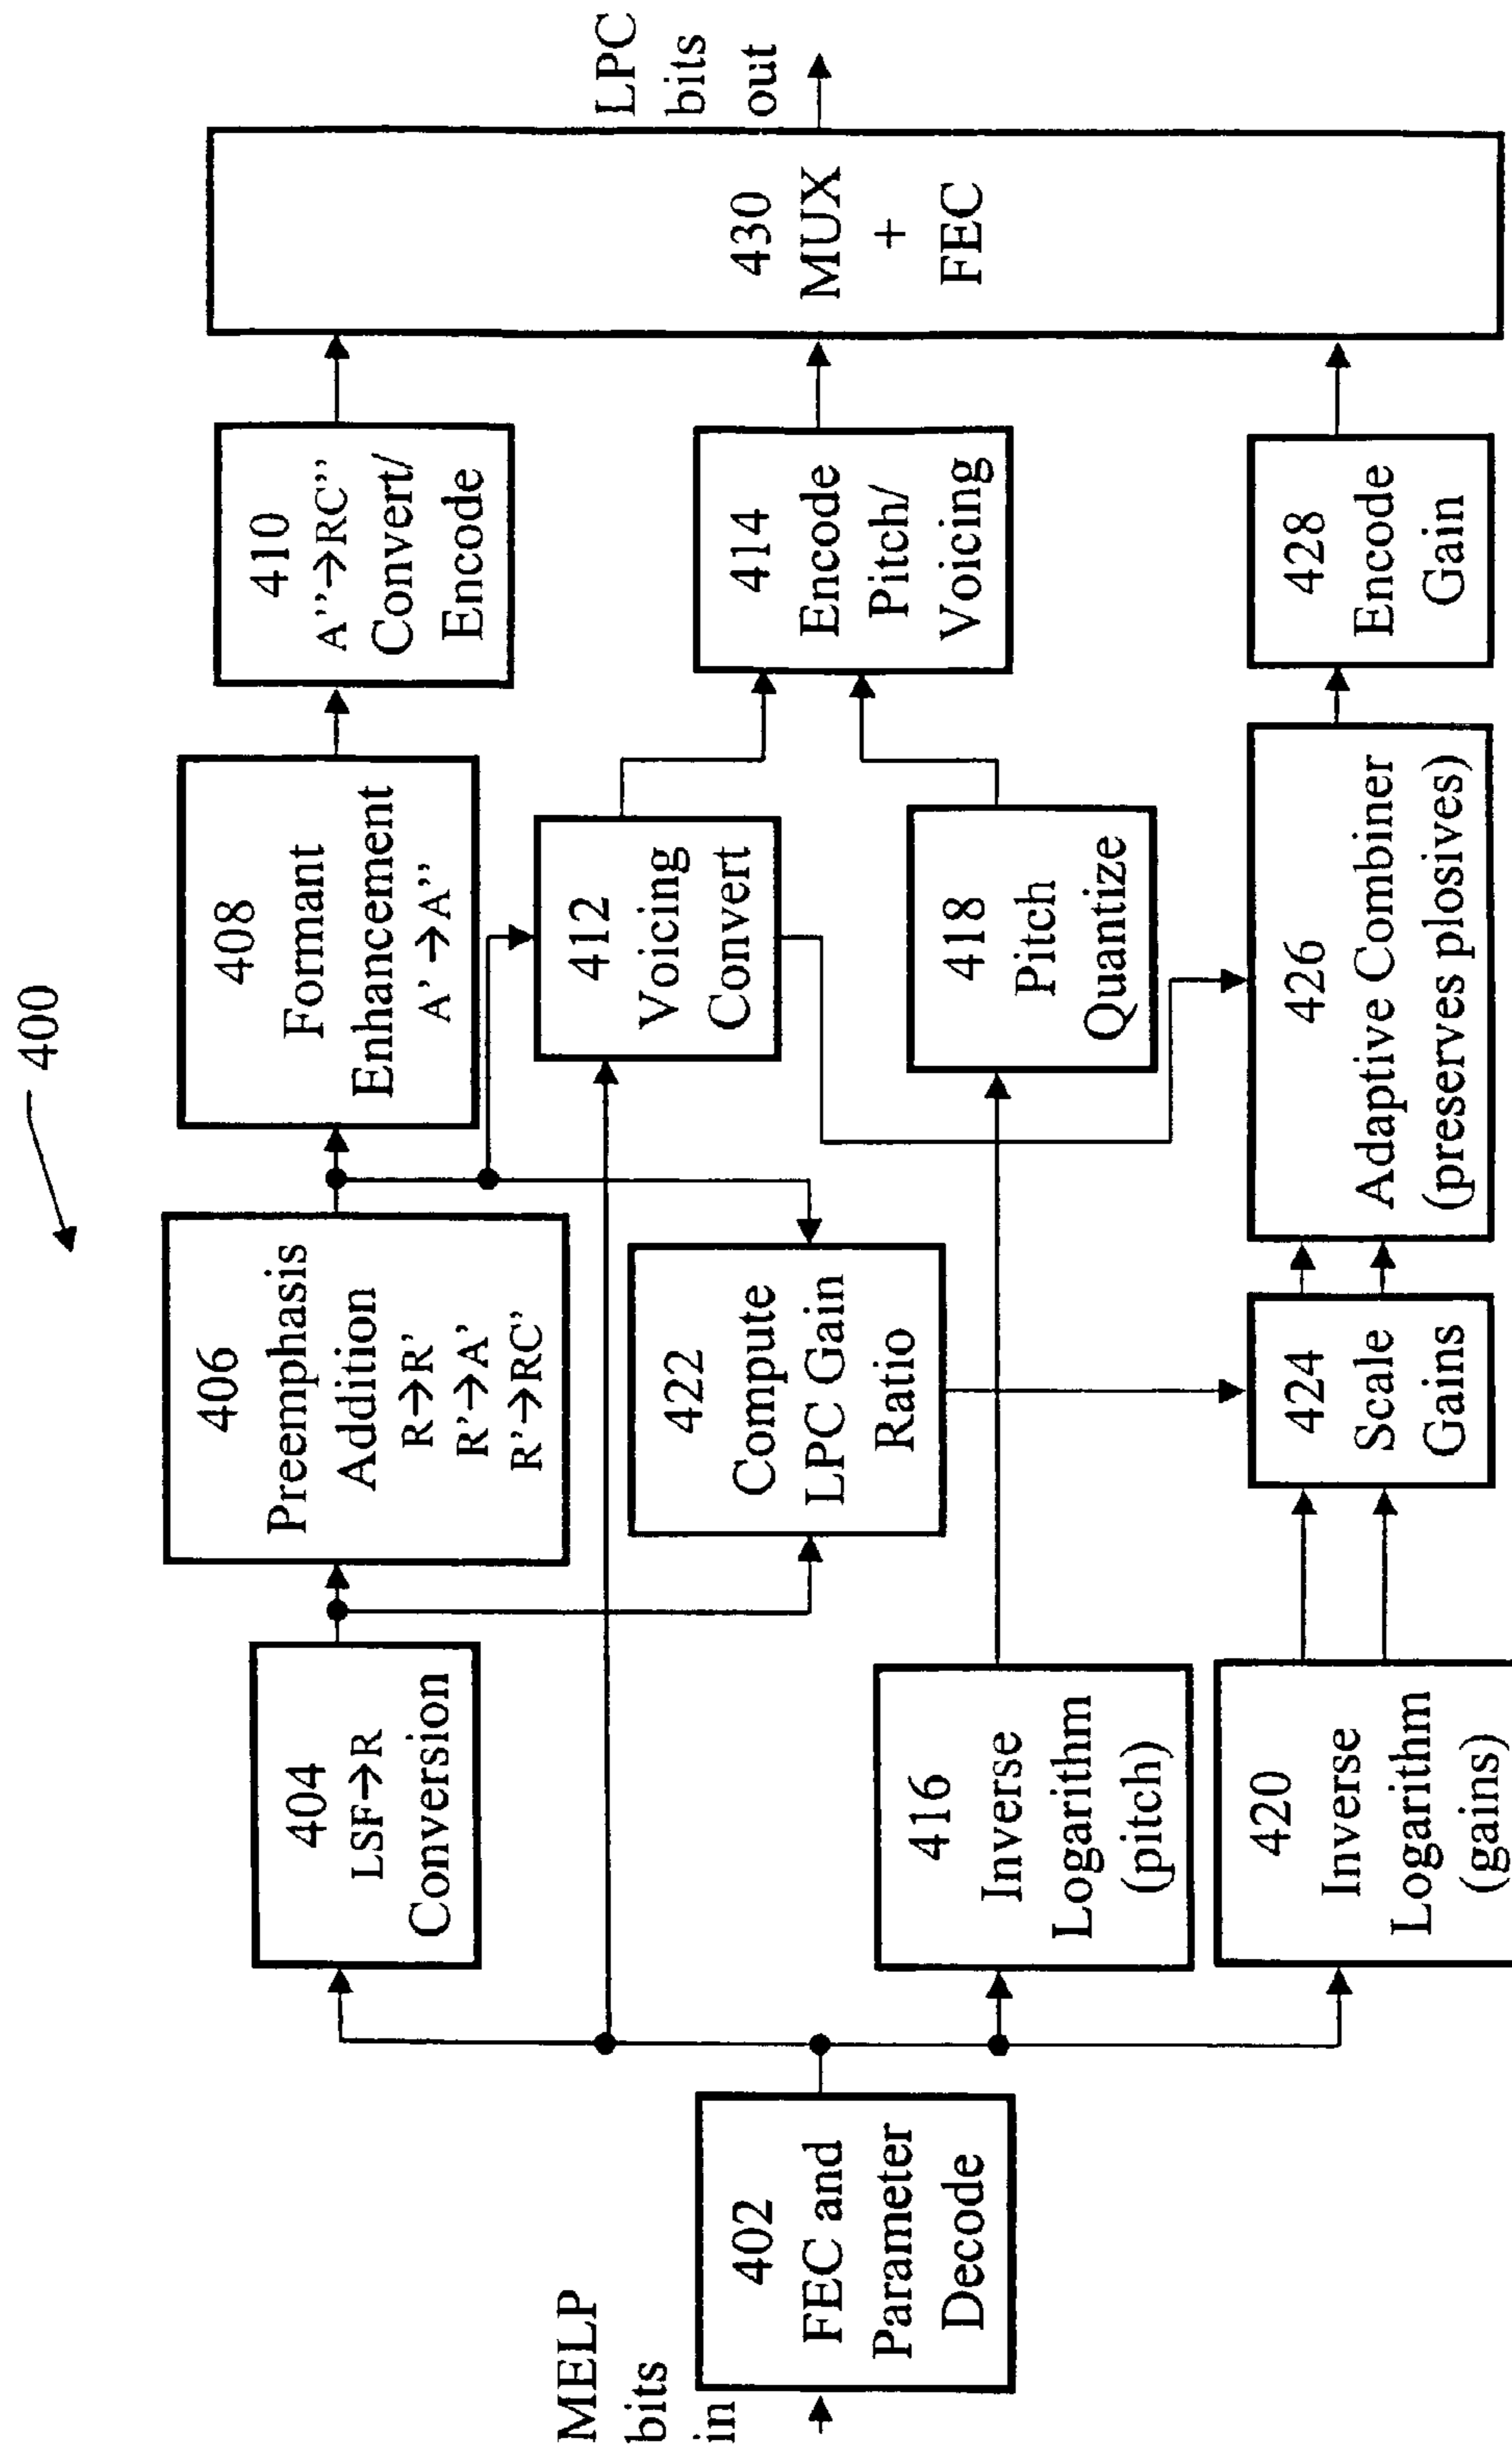 400
MELP
bits
in
402
FEC and
Parameter
Decode
404
LSF→R
Conversion
406
Preemphasis
Addition
R→R'
R'→A'
R'→RC'
408
Formant
Enhancement
A'→A''
410
A''→RC''
Convert/
Encode
412
Voicing
Convert
414
Encode
Pitch/
Voicing
422
Compute
LPC Gain
Ratio
416
Inverse
Logarithm
(pitch)
418
Pitch
Quantize
420
Inverse
Logarithm
(gains)
424
Scale
Gains
426
Adaptive Combiner
(preserves plosives)
428
Encode
Gain
430
MUX
+
FEC
LPC
bits
out